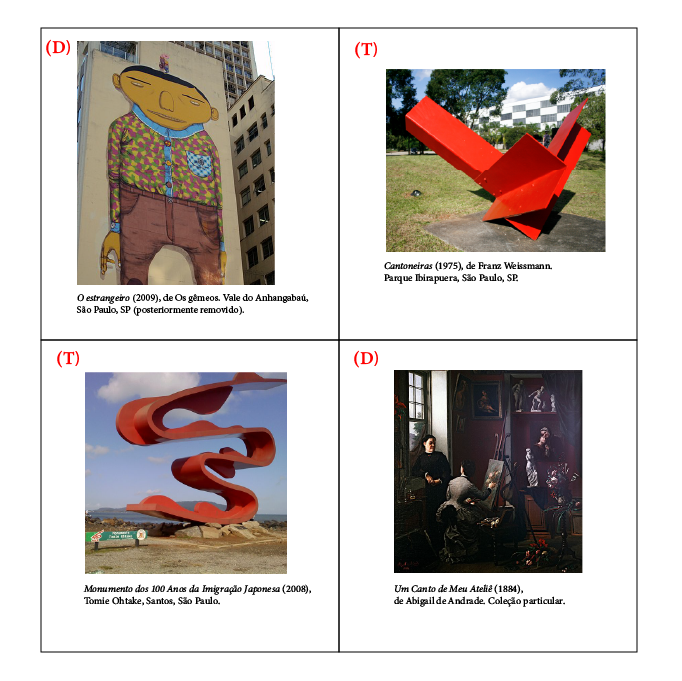 (D)
O estrangeiro (2009), de Os gêmeos. Vale do Anhangabaú,
São Paulo, SP (posteriormente removido).
(T)
Cantoneiras (1975), de Franz Weissmann.
Parque Ibirapuera, São Paulo, SP.
(T)
Monumento dos 100 Anos da Imigração Japonesa (2008),
Tomie Ohtake, Santos, São Paulo.
(D)
Um Canto de Meu Ateliê (1884),
de Abigail de Andrade. Coleção particular.